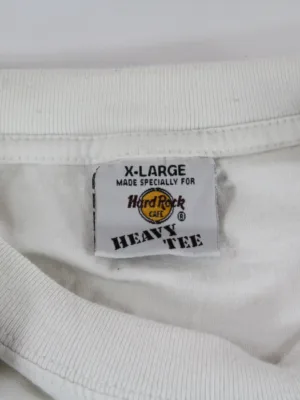 X-LARGE
MADE SPECIALLY FOR
Hard Rock
CAFE
®
HEAVY TEE